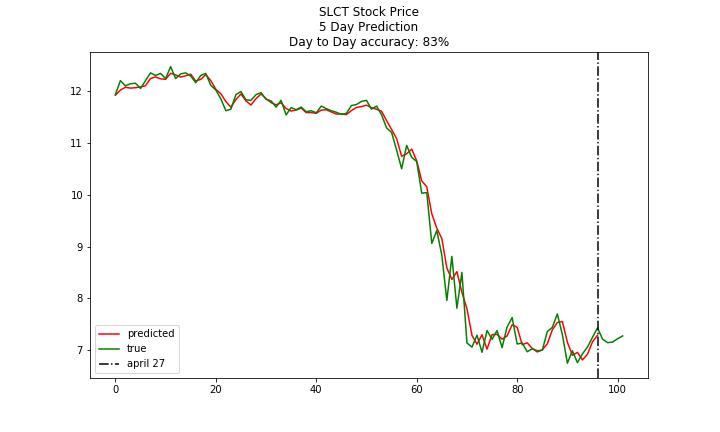 SLCT Stock Price
5 Day Prediction
Day to Day accuracy: 83%
12
11
10
9
8
7
predicted
true
april 27
0 20 40 60 80 100